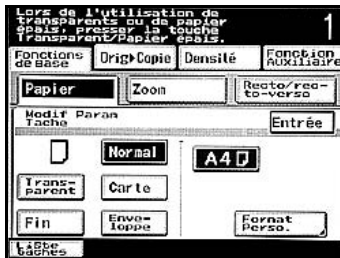 Lors de l'utilisation de
transparents ou de papier
épais, presser la touche
Transparent/Papier épais.
1
Fonctions de Base
Orig▸Copie
Densité
Fonction Auxiliaire
Papier
Zoom
Recto/rec-
to-verso
Modif Param
Tache
Entrée
Normal
A4
Trans-
parent
Carte
Fin
Enve-
loppe
Format
Perso.
Liste
taches